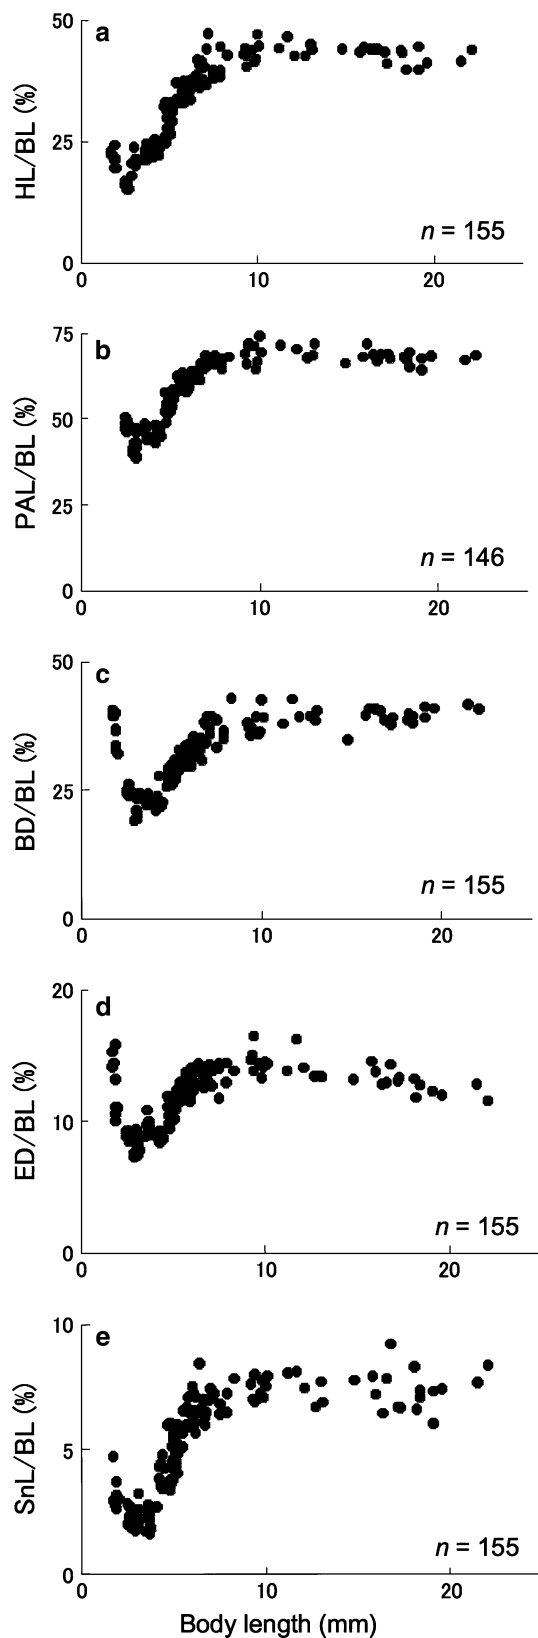 a
50
25
0
HL/BL (%)
n = 155
0 10 20
b
75
50
25
0
PAL/BL (%)
n = 146
0 10 20
c
50
25
0
BD/BL (%)
n = 155
0 10 20
d
20
10
0
ED/BL (%)
n = 155
0 10 20
e
10
5
0
SnL/BL (%)
n = 155
0 10 20
Body length (mm)